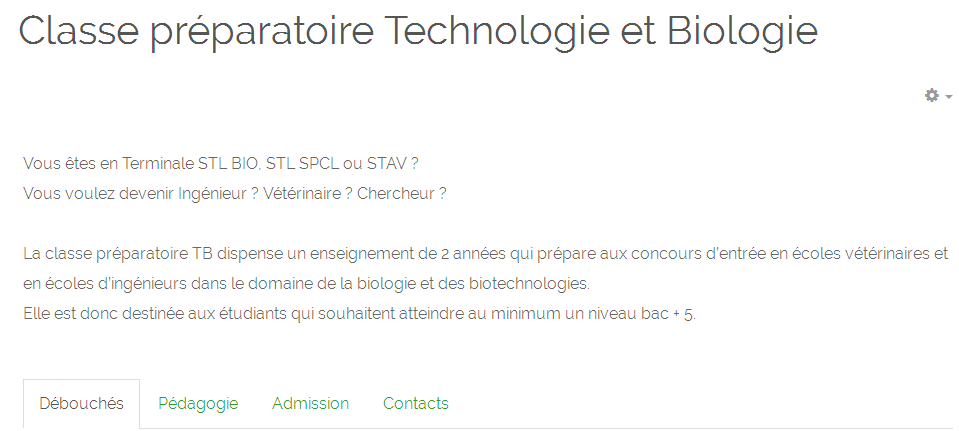 Classe préparatoire Technologie et Biologie
Vous êtes en Terminale STL BIO, STL SPCL ou STAV ?
Vous voulez devenir Ingénieur ? Vétérinaire ? Chercheur ?
La classe préparatoire TB dispense un enseignement de 2 années qui prépare aux concours d'entrée en écoles vétérinaires et
en écoles d'ingénieurs dans le domaine de la biologie et des biotechnologies.
Elle est donc destinée aux étudiants qui souhaitent atteindre au minimum un niveau bac + 5.
Débouchés Pédagogie Admission Contacts